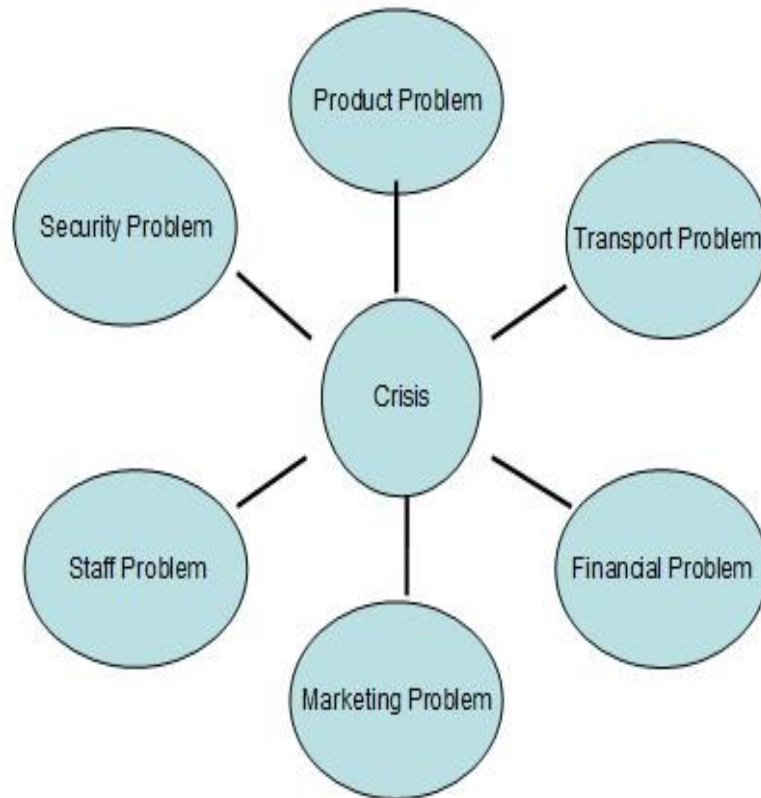 Product Problem
Security Problem
Transport Problem
Crisis
Staff Problem
Financial Problem
Marketing Problem